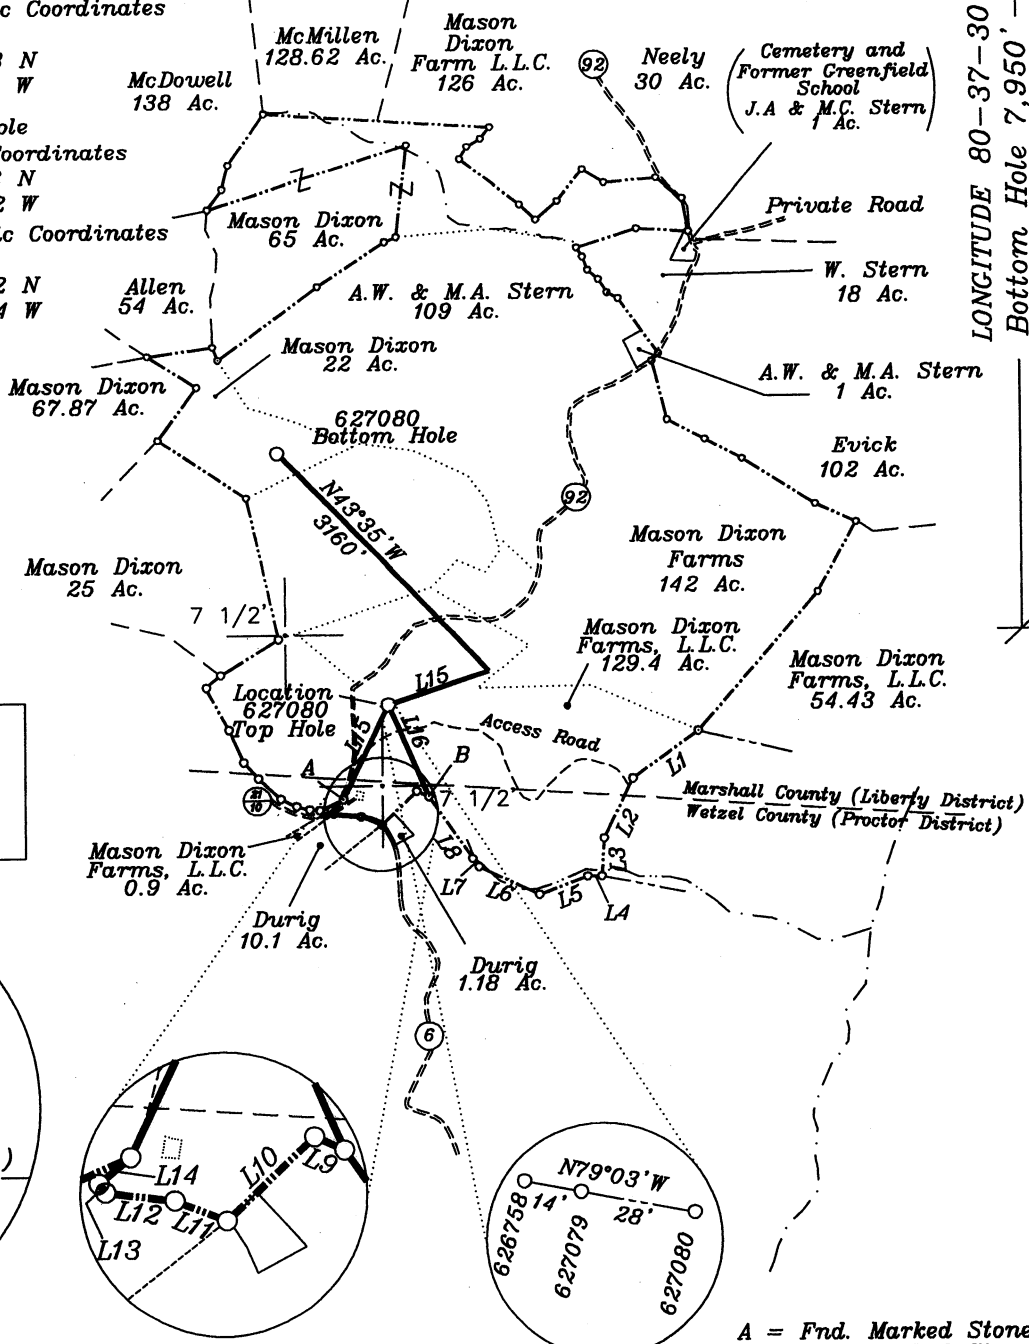 c Coordinates
N
W
ole
Coordinates
N
2 W
ic Coordinates
2 N
4 W
McMillen
128.62 Ac.
McDowell
138 Ac.
Mason
Dixon
Farm L.L.C.
126 Ac.
92
Neely
30 Ac.
Cemetery and
Former Greenfield
School
J.A & M.C. Stern
1 Ac.
LONGITUDE 80-37-30
Bottom Hole 7,950'-
Private Road
Mason Dixon
65 Ac.
W. Stern
18 Ac.
Allen
54 Ac.
A.W. & M.A. Stern
109 Ac.
Mason Dixon
22 Ac.
Mason Dixon
67.87 Ac.
A.W. & M.A. Stern
1 Ac.
627080
Bottom Hole
Evick
102 Ac.
N43°35'W
3160'
92
Mason Dixon
Farms
142 Ac.
Mason Dixon
25 Ac.
7 1/2'
Mason Dixon
Farms, L.L.C.
129.4 Ac.
Mason Dixon
Farms, L.L.C.
54.43 Ac.
Location
627080
Top Hole
L15
L15
L16
Access Road
L1
A
B
21
10
7 1/2'
Marshall County (Liberty District)
Wetzel County (Proctor District)
L2
L3
L8
L7
L6
L5
L4
Mason Dixon
Farms, L.L.C.
0.9 Ac.
Durig
10.1 Ac.
Durig
1.18 Ac.
6
L14
L10
L9
L12
L11
L13
)
N79°03'W
14'
28'
626758
627079
627080
A = Fnd. Marked Stone